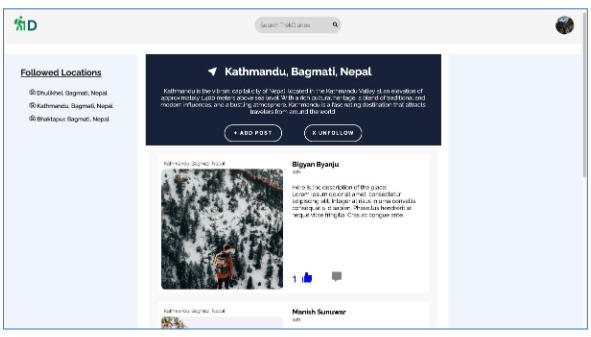 D
Search TrekDiaries
Followed Locations
Dhulikhel, Bagmati, Nepal
Kathmandu, Bagmati, Nepal
Bhaktapur, Bagmati, Nepal
Kathmandu, Bagmati, Nepal
Kathmandu is the vibrant capital city of Nepal, located in the Kathmandu Valley at an elevation of
approximately 1,400 meters above sea level. With a rich cultural heritage, a blend of traditional and
modern influences, and a bustling atmosphere, Kathmandu is a fascinating destination that attracts
travelers from around the world
+ ADD POST
X UNFOLLOW
Kathmandu, Bagmati, Nepal
Bigyan Byanju
Here is the description of the place:
Lorem ipsum dolor sit amet, consectetur
adipiscing elit. Integer at risus in urna convallis
consequat a id sapien. Phasellus hendrerit at
neque vitae fringilla. Cras ac congue ante.
1
Kathmandu, Bagmati, Nepal
Manish Sunuwar